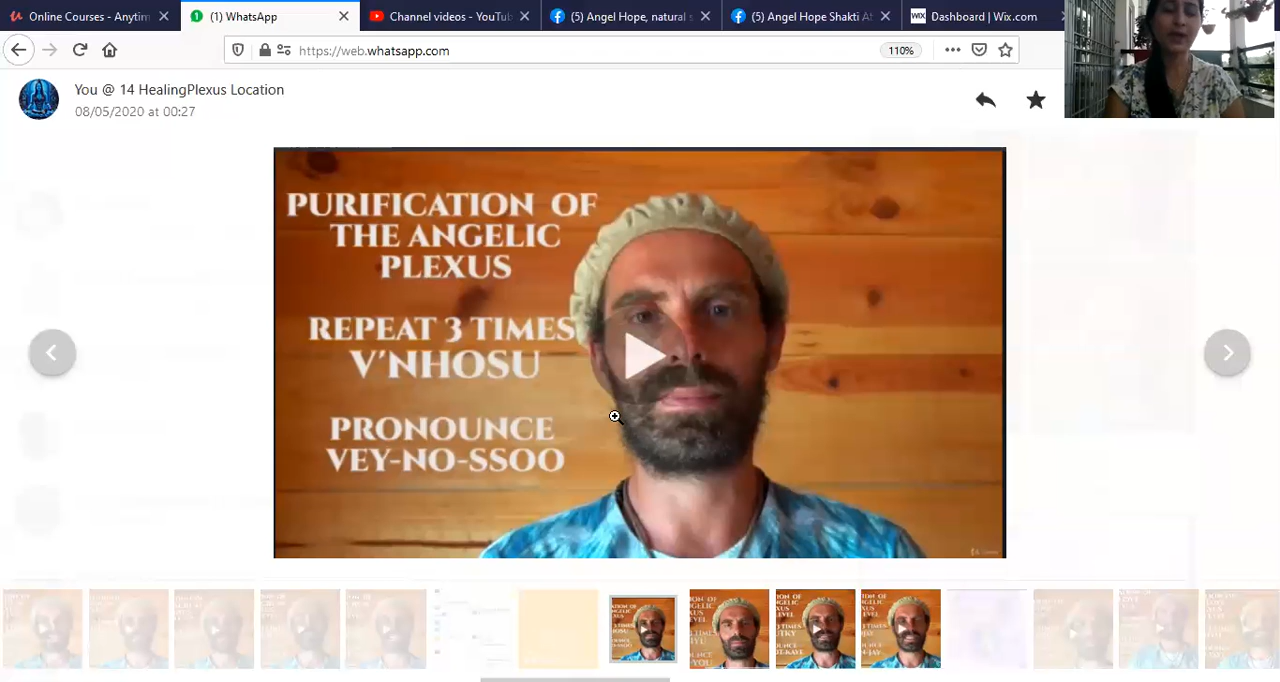 Online Courses - Anytim
(1) WhatsApp
Channel videos - YouTu
(5) Angel Hope, natural s
(5) Angel Hope Shakti A
WIX
Dashboard | Wix.com
https://web.whatsapp.com
110%
You @ 14 HealingPlexus Location
08/05/2020 at 00:27
PURIFICATION OF
THE ANGELIC
PLEXUS
REPEAT 3 TIMES
V'NHOSU
PRONOUNCE
VEY-NO-SSOO